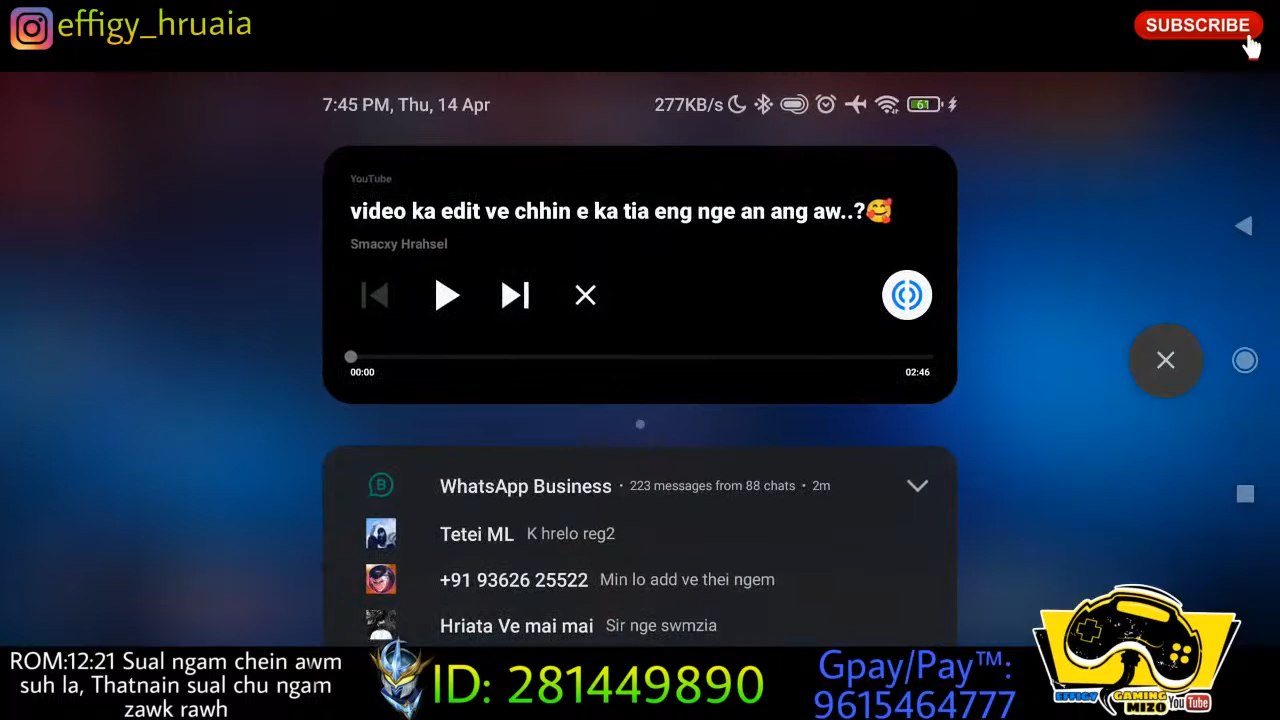 effigy_hruaia
SUBSCRIBE
7:45 PM, Thu, 14 Apr
277KB/s
61
YouTube
video ka edit ve chhin e ka tia eng nge an ang aw..?🥰
Smacxy Hrahsel
00:00
02:46
WhatsApp Business · 223 messages from 88 chats · 2m
Tetei ML K hrelo reg2
+91 93626 25522 Min lo add ve thei ngem
Hriata Ve mai mai Sir nge swmzia
ROM:12:21 Sual ngam chein awm
suh la, Thatnain sual chu ngam
zawk rawh
ID: 281449890
Gpay/Pay™:
9615464777
EFFIGY GAMING
MIZO YouTube